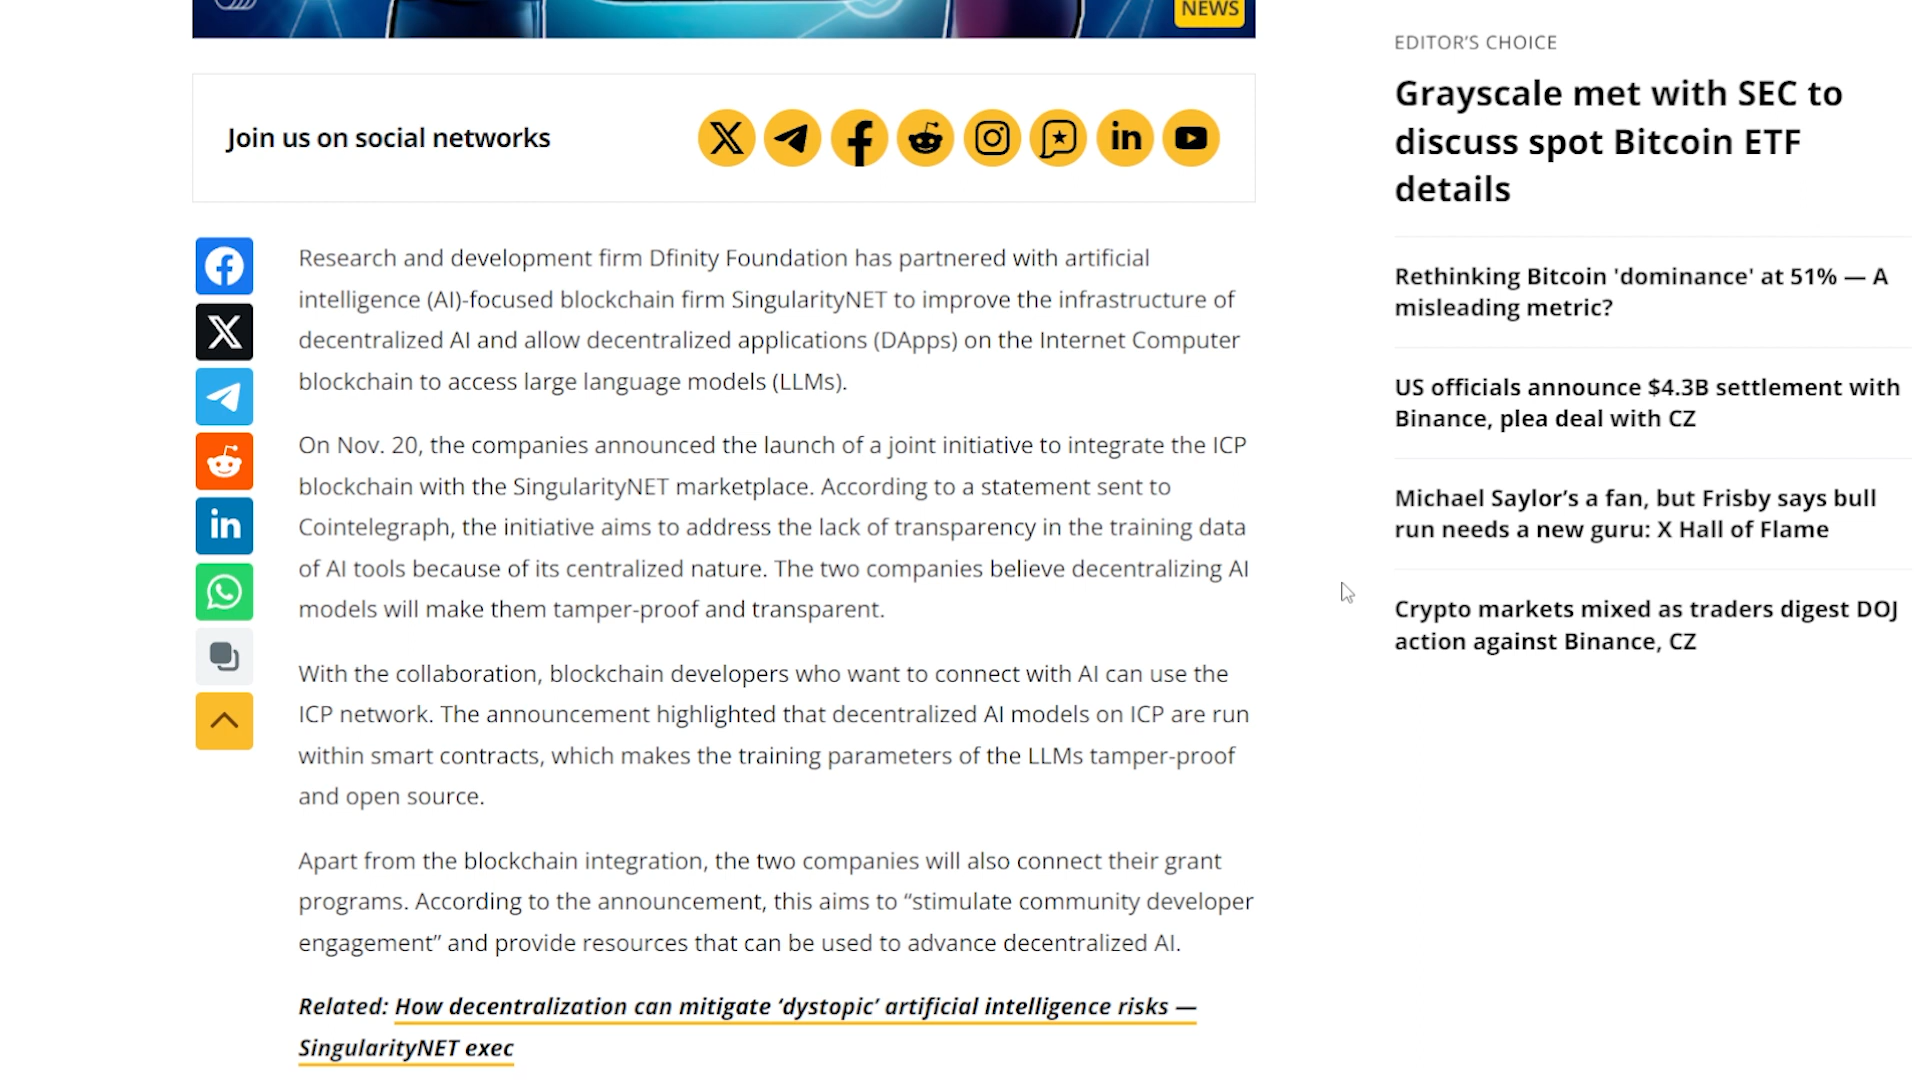 NEWS
Join us on social networks
Research and development firm Dfinity Foundation has partnered with artificial
intelligence (AI)-focused blockchain firm SingularityNET to improve the infrastructure of
decentralized AI and allow decentralized applications (DApps) on the Internet Computer
blockchain to access large language models (LLMs).
On Nov. 20, the companies announced the launch of a joint initiative to integrate the ICP
blockchain with the SingularityNET marketplace. According to a statement sent to
Cointelegraph, the initiative aims to address the lack of transparency in the training data
of AI tools because of its centralized nature. The two companies believe decentralizing AI
models will make them tamper-proof and transparent.
With the collaboration, blockchain developers who want to connect with AI can use the
ICP network. The announcement highlighted that decentralized AI models on ICP are run
within smart contracts, which makes the training parameters of the LLMs tamper-proof
and open source.
Apart from the blockchain integration, the two companies will also connect their grant
programs. According to the announcement, this aims to “stimulate community developer
engagement” and provide resources that can be used to advance decentralized AI.
Related: How decentralization can mitigate ‘dystopic’ artificial intelligence risks —
SingularityNET exec
EDITOR’S CHOICE
Grayscale met with SEC to
discuss spot Bitcoin ETF
details
Rethinking Bitcoin 'dominance' at 51% — A
misleading metric?
US officials announce $4.3B settlement with
Binance, plea deal with CZ
Michael Saylor’s a fan, but Frisby says bull
run needs a new guru: X Hall of Flame
Crypto markets mixed as traders digest DOJ
action against Binance, CZ